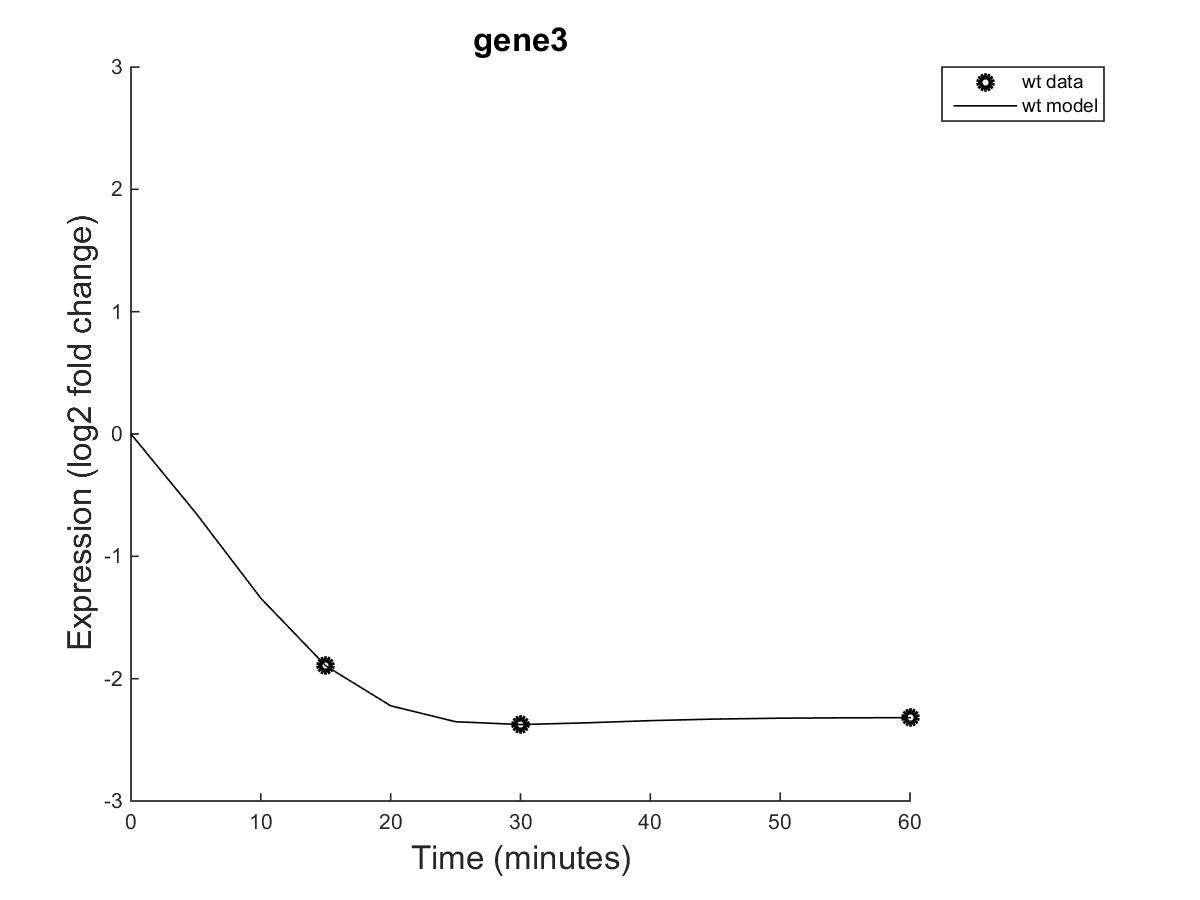 gene3
wt data
wt model
3
2
1
0
-1
-2
-3
Expression (log2 fold change)
0 10 20 30 40 50 60
Time (minutes)